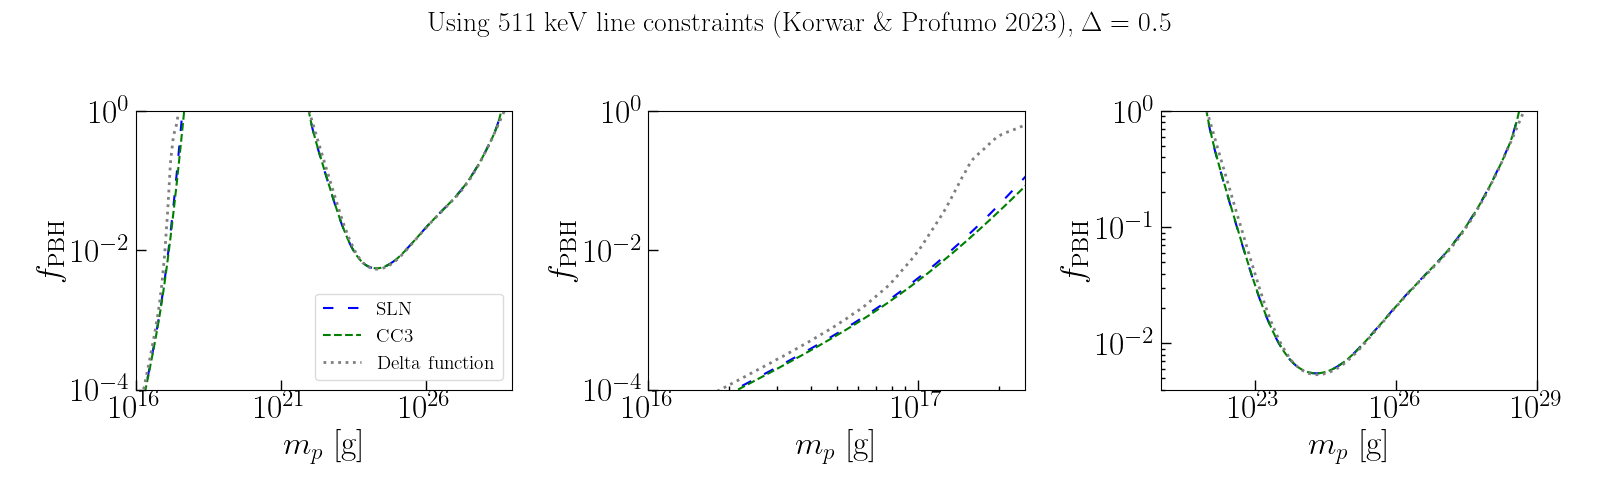 Using 511 keV line constraints (Korwar & Profumo 2023), Δ = 0.5
f_PBH
10^0
10^−2
10^−4
10^16
10^21
10^26
m_p [g]
SLN
CC3
Delta function
f_PBH
10^0
10^−2
10^−4
10^16
10^17
m_p [g]
f_PBH
10^0
10^−1
10^−2
10^23
10^26
10^29
m_p [g]